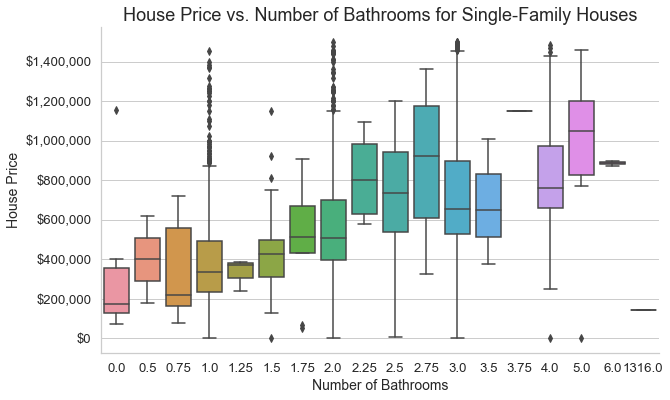 House Price vs. Number of Bathrooms for Single-Family Houses
House Price
$1,400,000
$1,200,000
$1,000,000
$800,000
$600,000
$400,000
$200,000
$0
0.0 0.5 0.75 1.0 1.25 1.5 1.75 2.0 2.25 2.5 2.75 3.0 3.5 3.75 4.0 5.0 6.0 1316.0
Number of Bathrooms